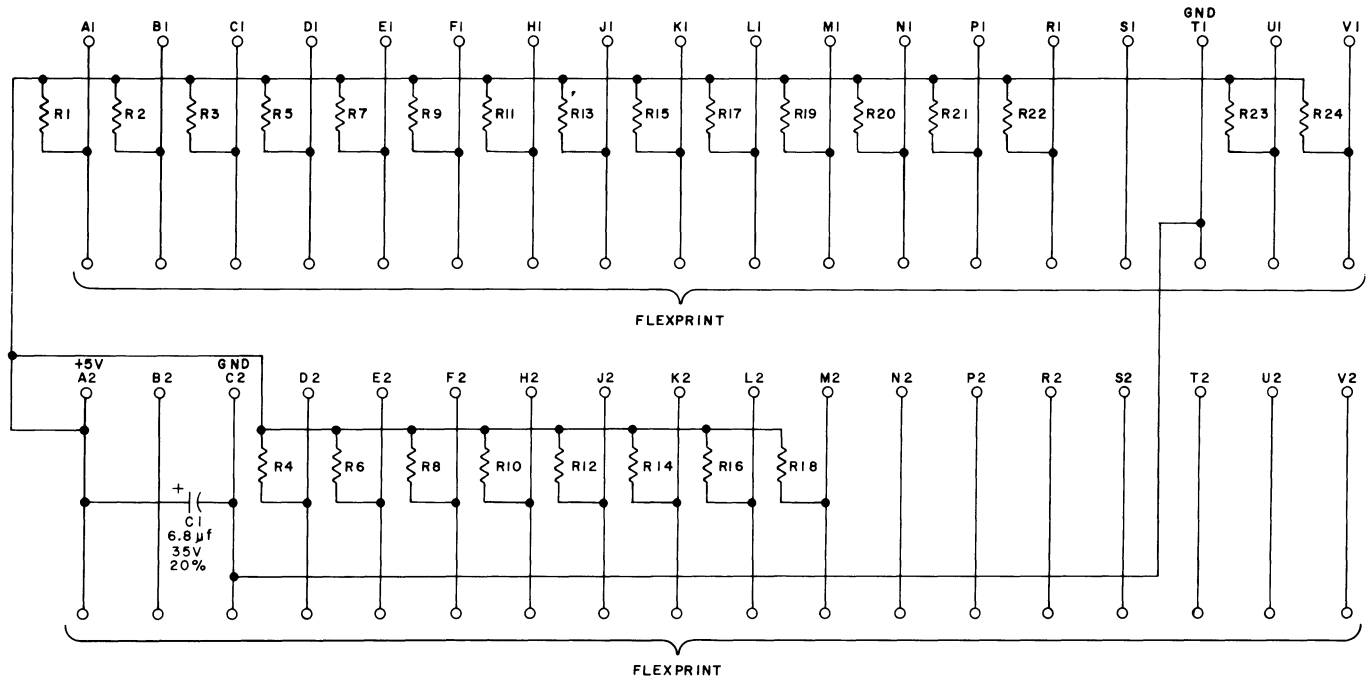 GND
A1 B1 C1 D1 E1 F1 H1 J1 K1 L1 M1 N1 P1 R1 S1 T1 U1 V1
R1 R2 R3 R5 R7 R9 R11 R13 R15 R17 R19 R20 R21 R22 R23 R24
FLEXPRINT
+5V GND
A2 B2 C2 D2 E2 F2 H2 J2 K2 L2 M2 N2 P2 R2 S2 T2 U2 V2
R4 R6 R8 R10 R12 R14 R16 R18
+
C1
6.8 µf
35V
20%
FLEXPRINT